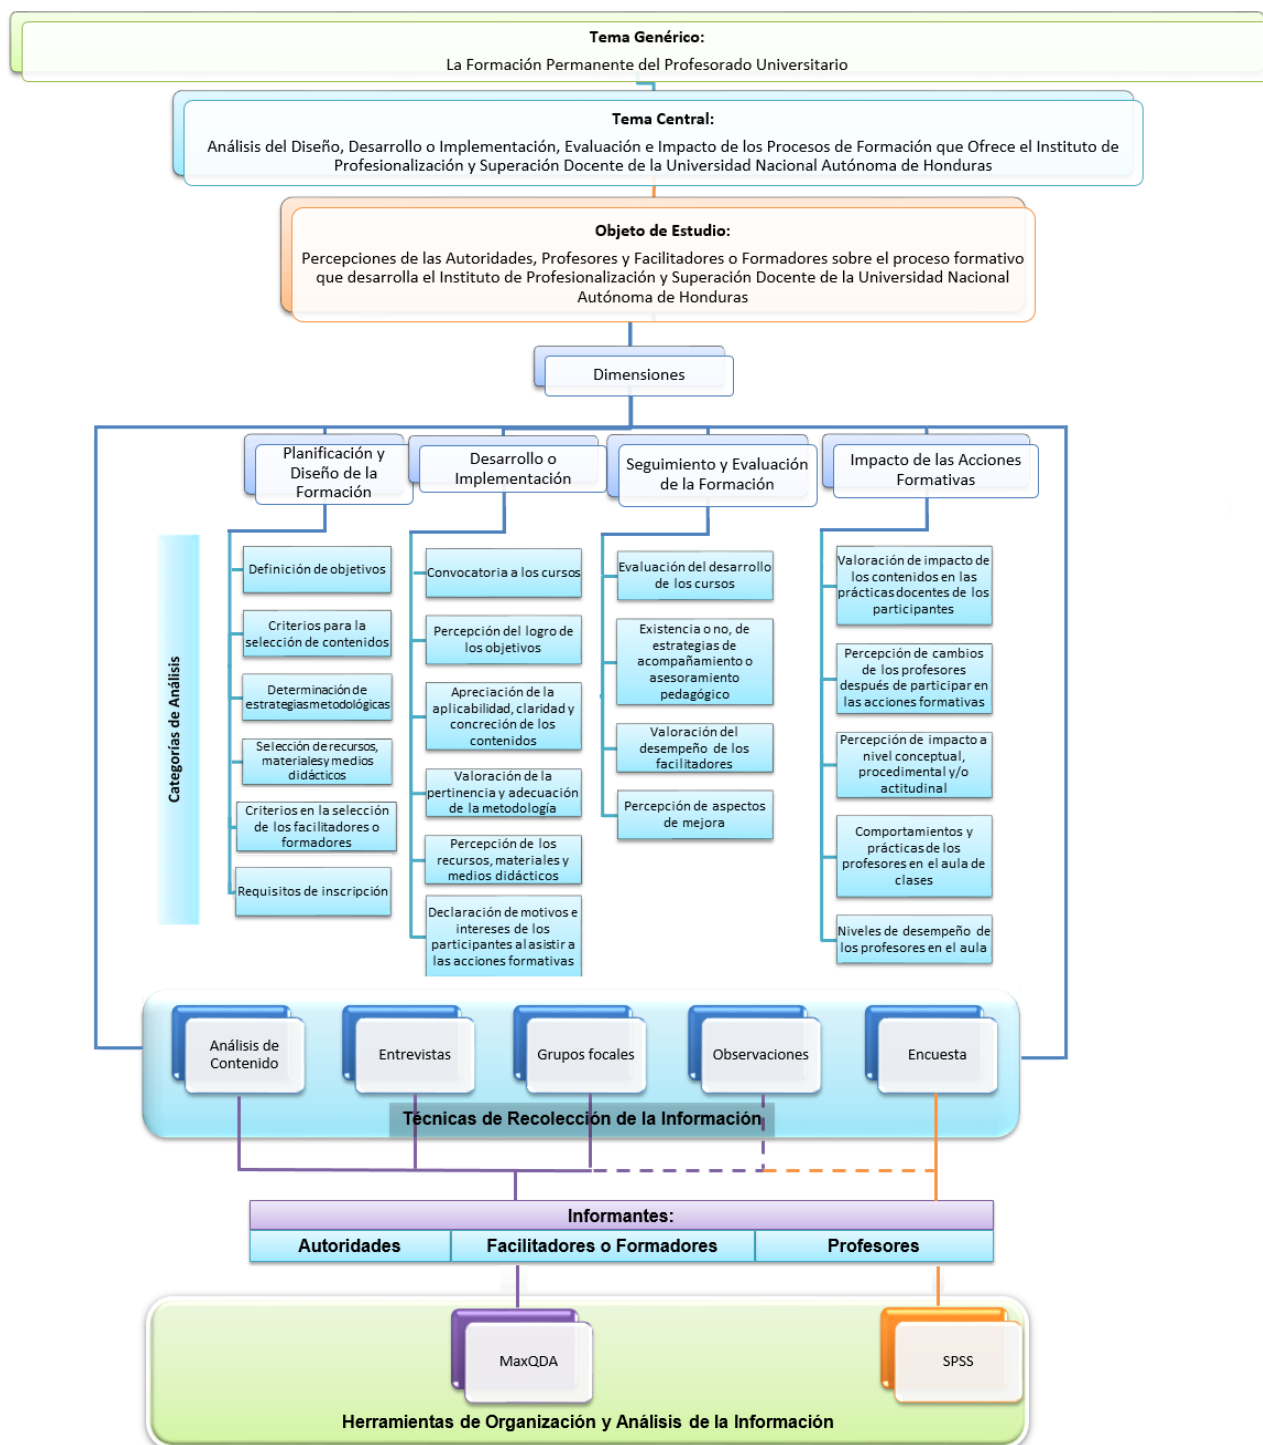 Tema Genérico:
La Formación Permanente del Profesorado Universitario
Tema Central:
Análisis del Diseño, Desarrollo o Implementación, Evaluación e Impacto de los Procesos de Formación que Ofrece el Instituto de
Profesionalización y Superación Docente de la Universidad Nacional Autónoma de Honduras
Objeto de Estudio:
Percepciones de las Autoridades, Profesores y Facilitadores o Formadores sobre el proceso formativo
que desarrolla el Instituto de Profesionalización y Superación Docente de la Universidad Nacional
Autónoma de Honduras
Dimensiones
Planificación y
Diseño de la
Formación
Desarrollo o
Implementación
Seguimiento y Evaluación
de la Formación
Impacto de las Acciones
Formativas
Categorías de Análisis
Definición de objetivos
Criterios para la
selección de contenidos
Determinación de
estrategias metodológicas
Selección de recursos,
materiales y medios
didácticos
Criterios en la selección
de los facilitadores o
formadores
Requisitos de inscripción
Convocatoria a los cursos
Percepción del logro de
los objetivos
Apreciación de la
aplicabilidad, claridad y
concreción de los
contenidos
Valoración de la
pertinencia y adecuación
de la metodología
Percepción de los
recursos, materiales y
medios didácticos
Declaración de motivos e
intereses de los
participantes al asistir a
las acciones formativas
Evaluación del desarrollo
de los cursos
Existencia o no, de
estrategias de
acompañamiento o
asesoramiento
pedagógico
Valoración del
desempeño de los
facilitadores
Percepción de aspectos
de mejora
Valoración de impacto de
los contenidos en las
prácticas docentes de los
participantes
Percepción de cambios
de los profesores
después de participar en
las acciones formativas
Percepción de impacto a
nivel conceptual,
procedimental y/o
actitudinal
Comportamientos y
prácticas de los
profesores en el aula de
clases
Niveles de desempeño de
los profesores en el aula
Análisis de
Contenido
Entrevistas
Grupos focales
Observaciones
Encuesta
Técnicas de Recolección de la Información
Informantes:
Autoridades
Facilitadores o Formadores
Profesores
MaxQDA
SPSS
Herramientas de Organización y Análisis de la Información